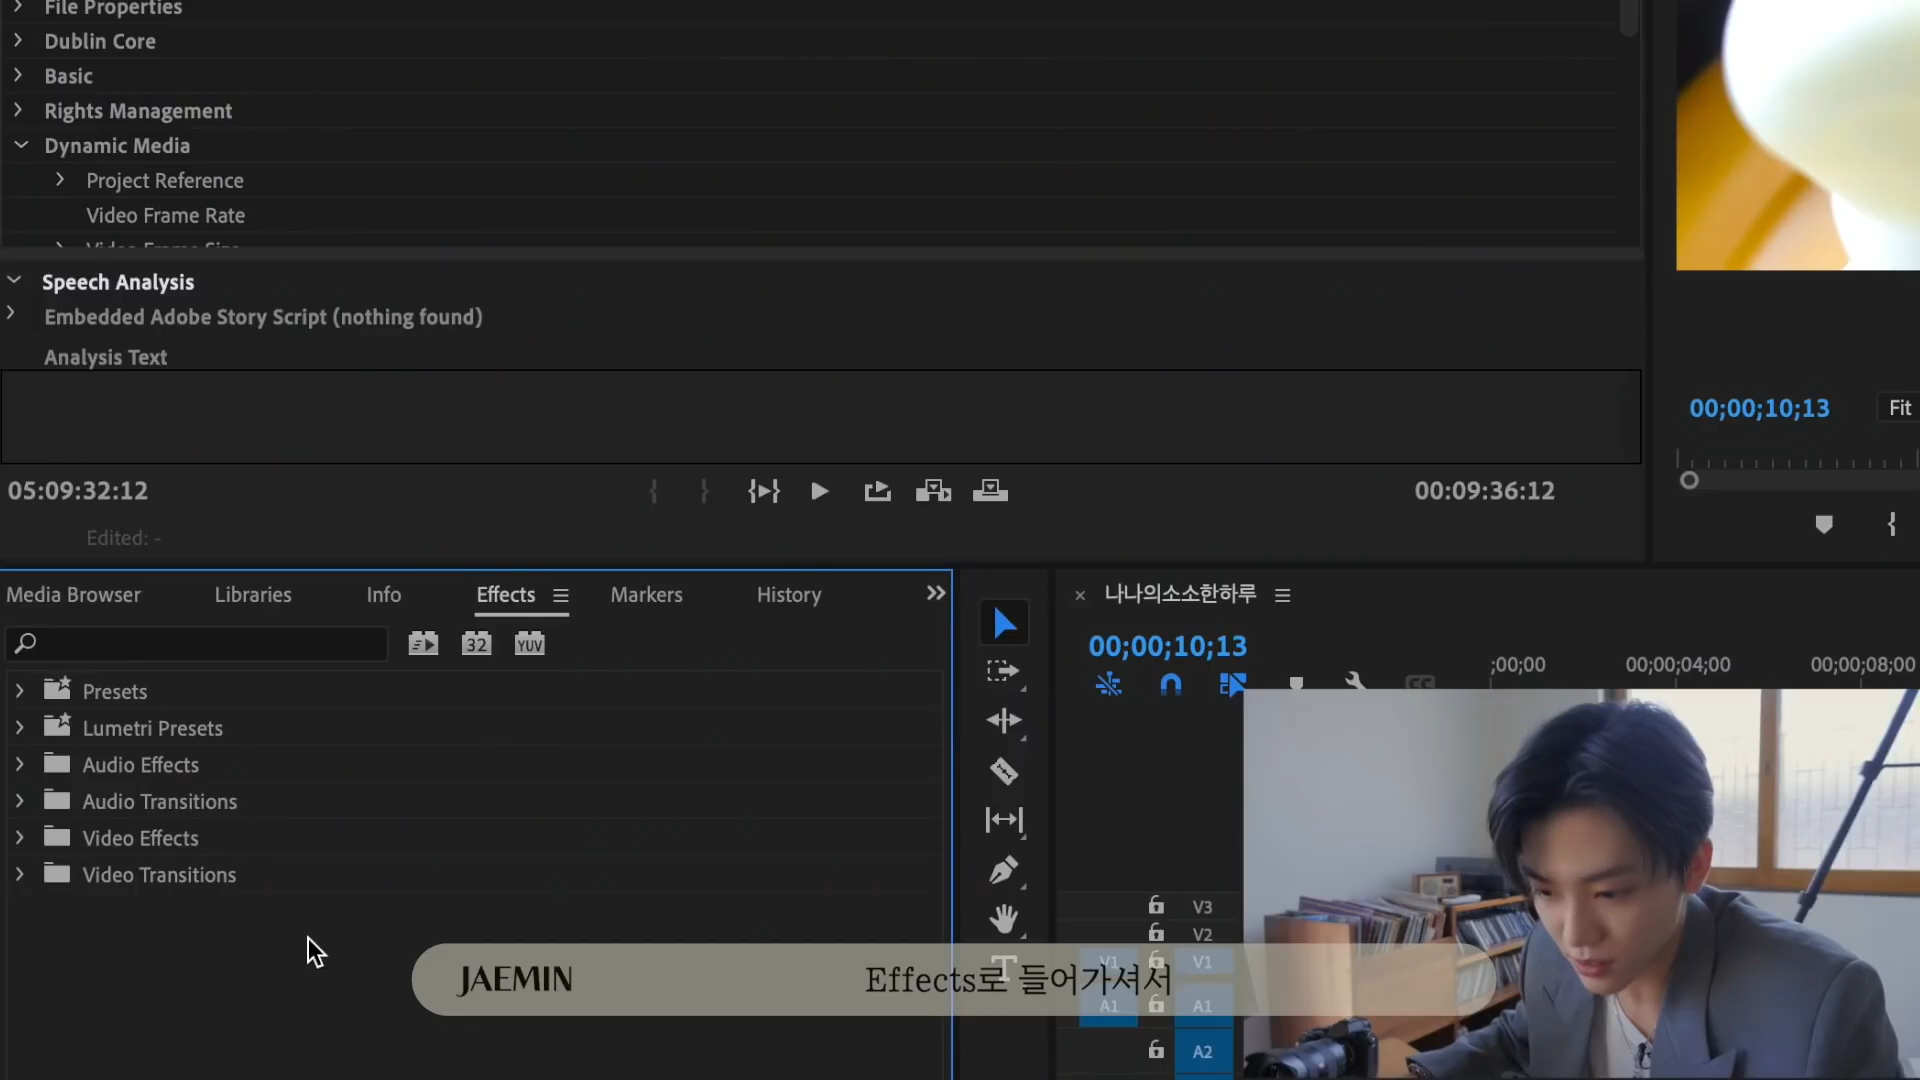 File Properties
Dublin Core
Basic
Rights Management
Dynamic Media
Project Reference
Video Frame Rate
Video Frame Size
Speech Analysis
Embedded Adobe Story Script (nothing found)
Analysis Text
00;00;10;13 Fit
05:09:32:12 00:09:36:12
Edited: -
Media Browser Libraries Info Effects Markers History
32 YUV
Presets
Lumetri Presets
Audio Effects
Audio Transitions
Video Effects
Video Transitions
나나의소소한하루
00;00;10;13
;00;00 00;00;04;00 00;00;08;00
V3
V2
V1 V1
A1 A1
A2
JAEMIN Effects로 들어가셔서